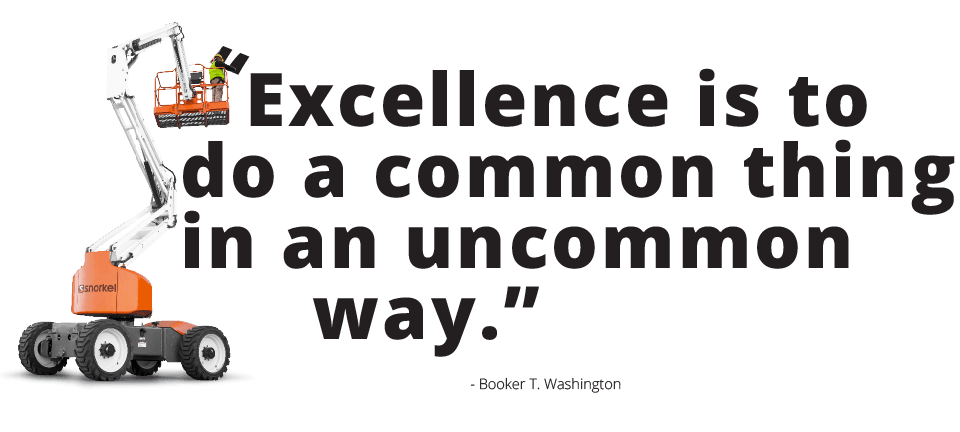 “Excellence is to
do a common thing
in an uncommon
way.”
- Booker T. Washington
snorkel